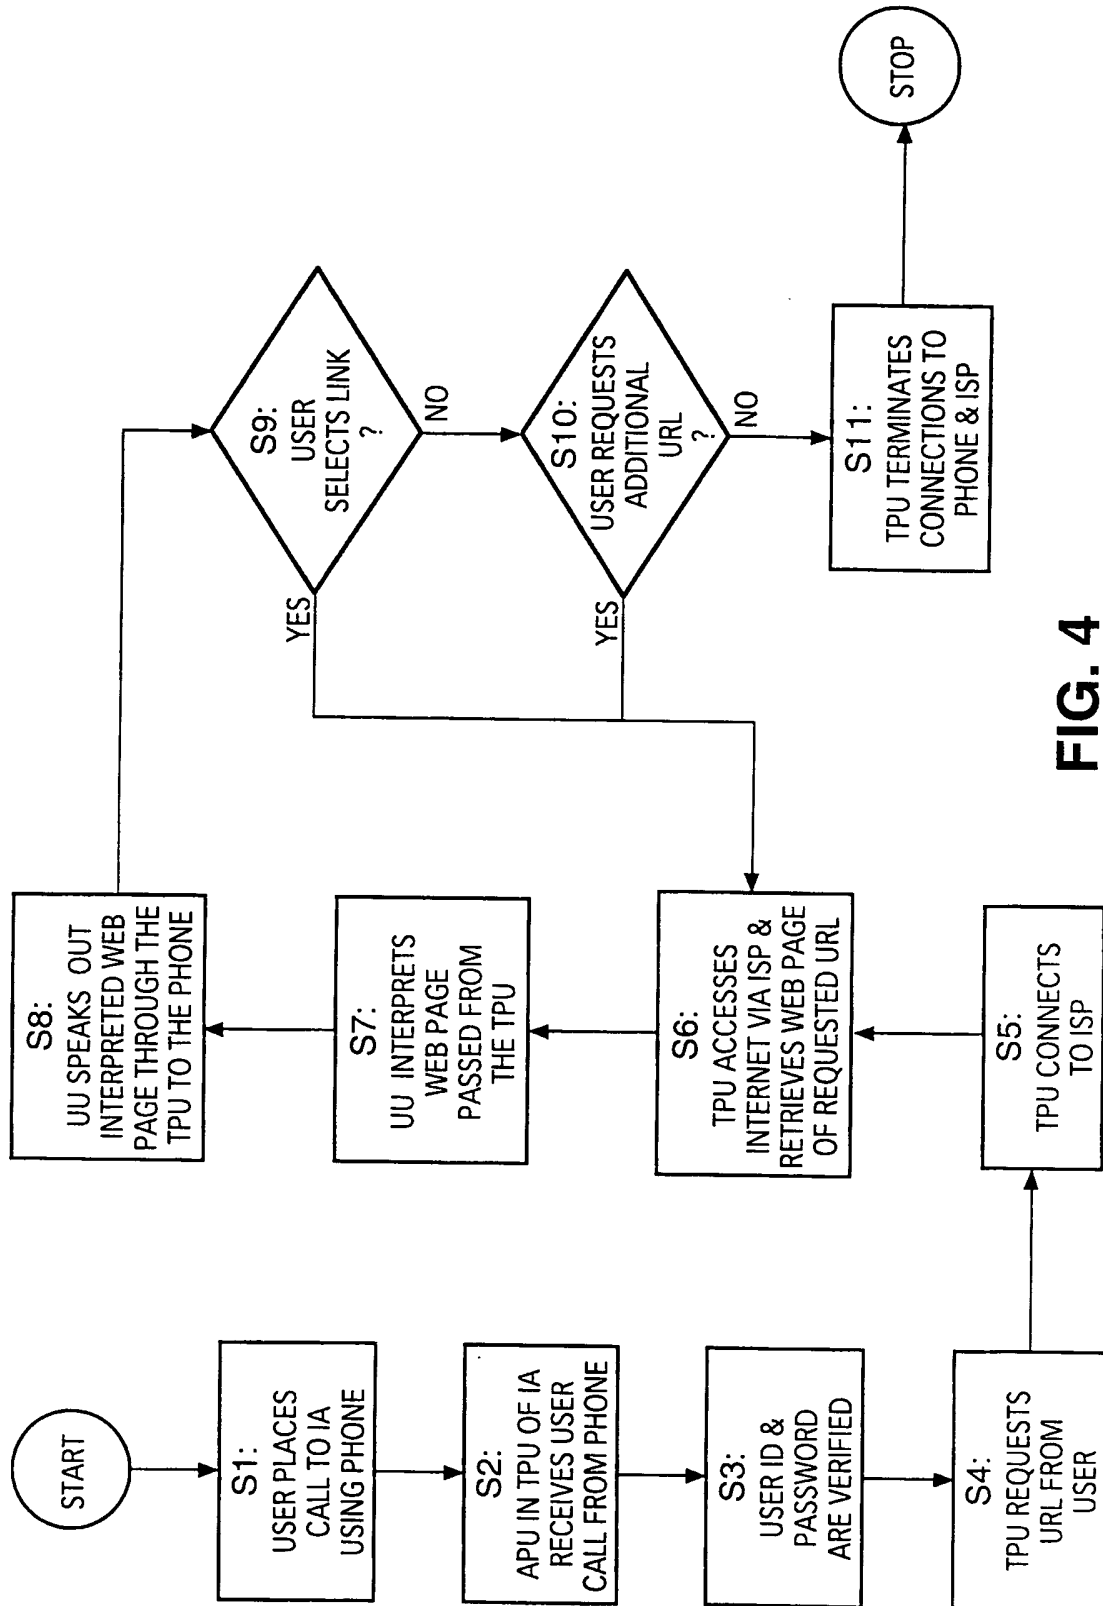 START
S1:
USER PLACES
CALL TO IA
USING PHONE
S2:
APU IN TPU OF IA
RECEIVES USER
CALL FROM PHONE
S3:
USER ID &
PASSWORD
ARE VERIFIED
S4:
TPU REQUESTS
URL FROM
USER
S5:
TPU CONNECTS
TO ISP
S6:
TPU ACCESSES
INTERNET VIA ISP &
RETRIEVES WEB PAGE
OF REQUESTED URL
S7:
UU INTERPRETS
WEB PAGE
PASSED FROM
THE TPU
S8:
UU SPEAKS OUT
INTERPRETED WEB
PAGE THROUGH THE
TPU TO THE PHONE
S9:
USER
SELECTS LINK
?
YES
NO
S10:
USER REQUESTS
ADDITIONAL
URL
?
YES
NO
S11:
TPU TERMINATES
CONNECTIONS TO
PHONE & ISP
STOP
FIG. 4